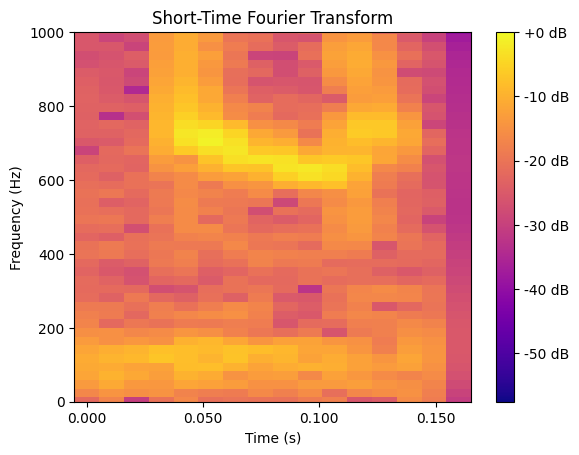 Short-Time Fourier Transform
1000
800
600
400
200
0
Frequency (Hz)
0.000
0.050
0.100
0.150
Time (s)
+0 dB
-10 dB
-20 dB
-30 dB
-40 dB
-50 dB